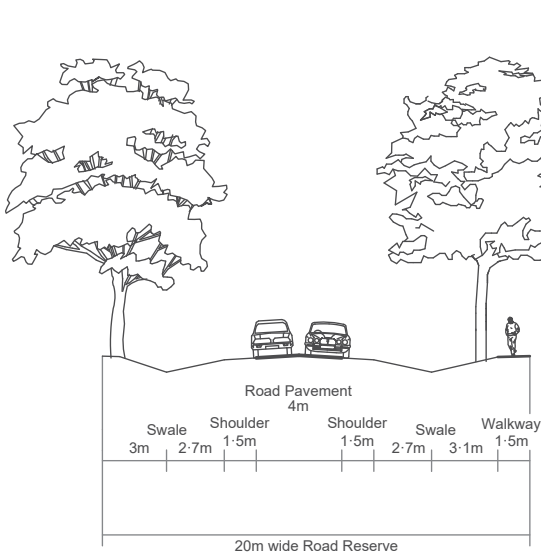 Road Pavement
4m
Shoulder
1·5m
Shoulder
1·5m
Swale
3m 2·7m
Swale
2·7m 3·1m
Walkway
1·5m
20m wide Road Reserve